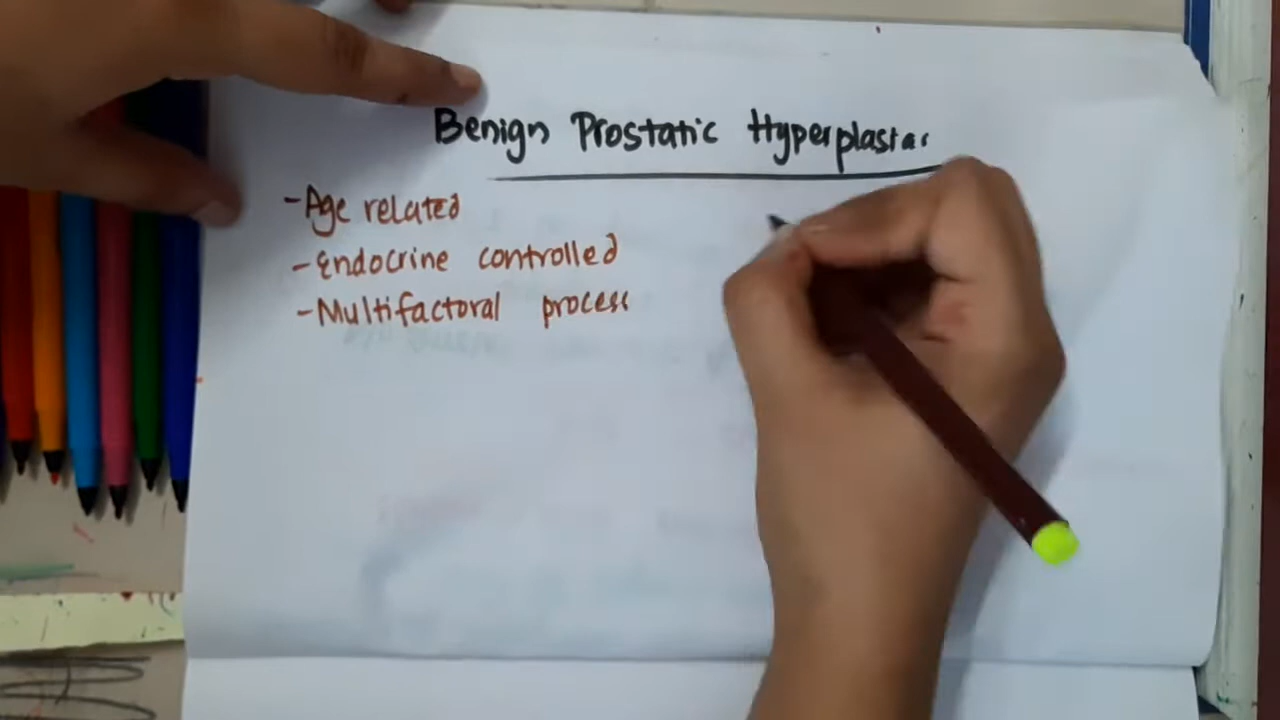 Benign Prostatic Hyperplasia
-Age related
-Endocrine controlled
-Multifactoral process